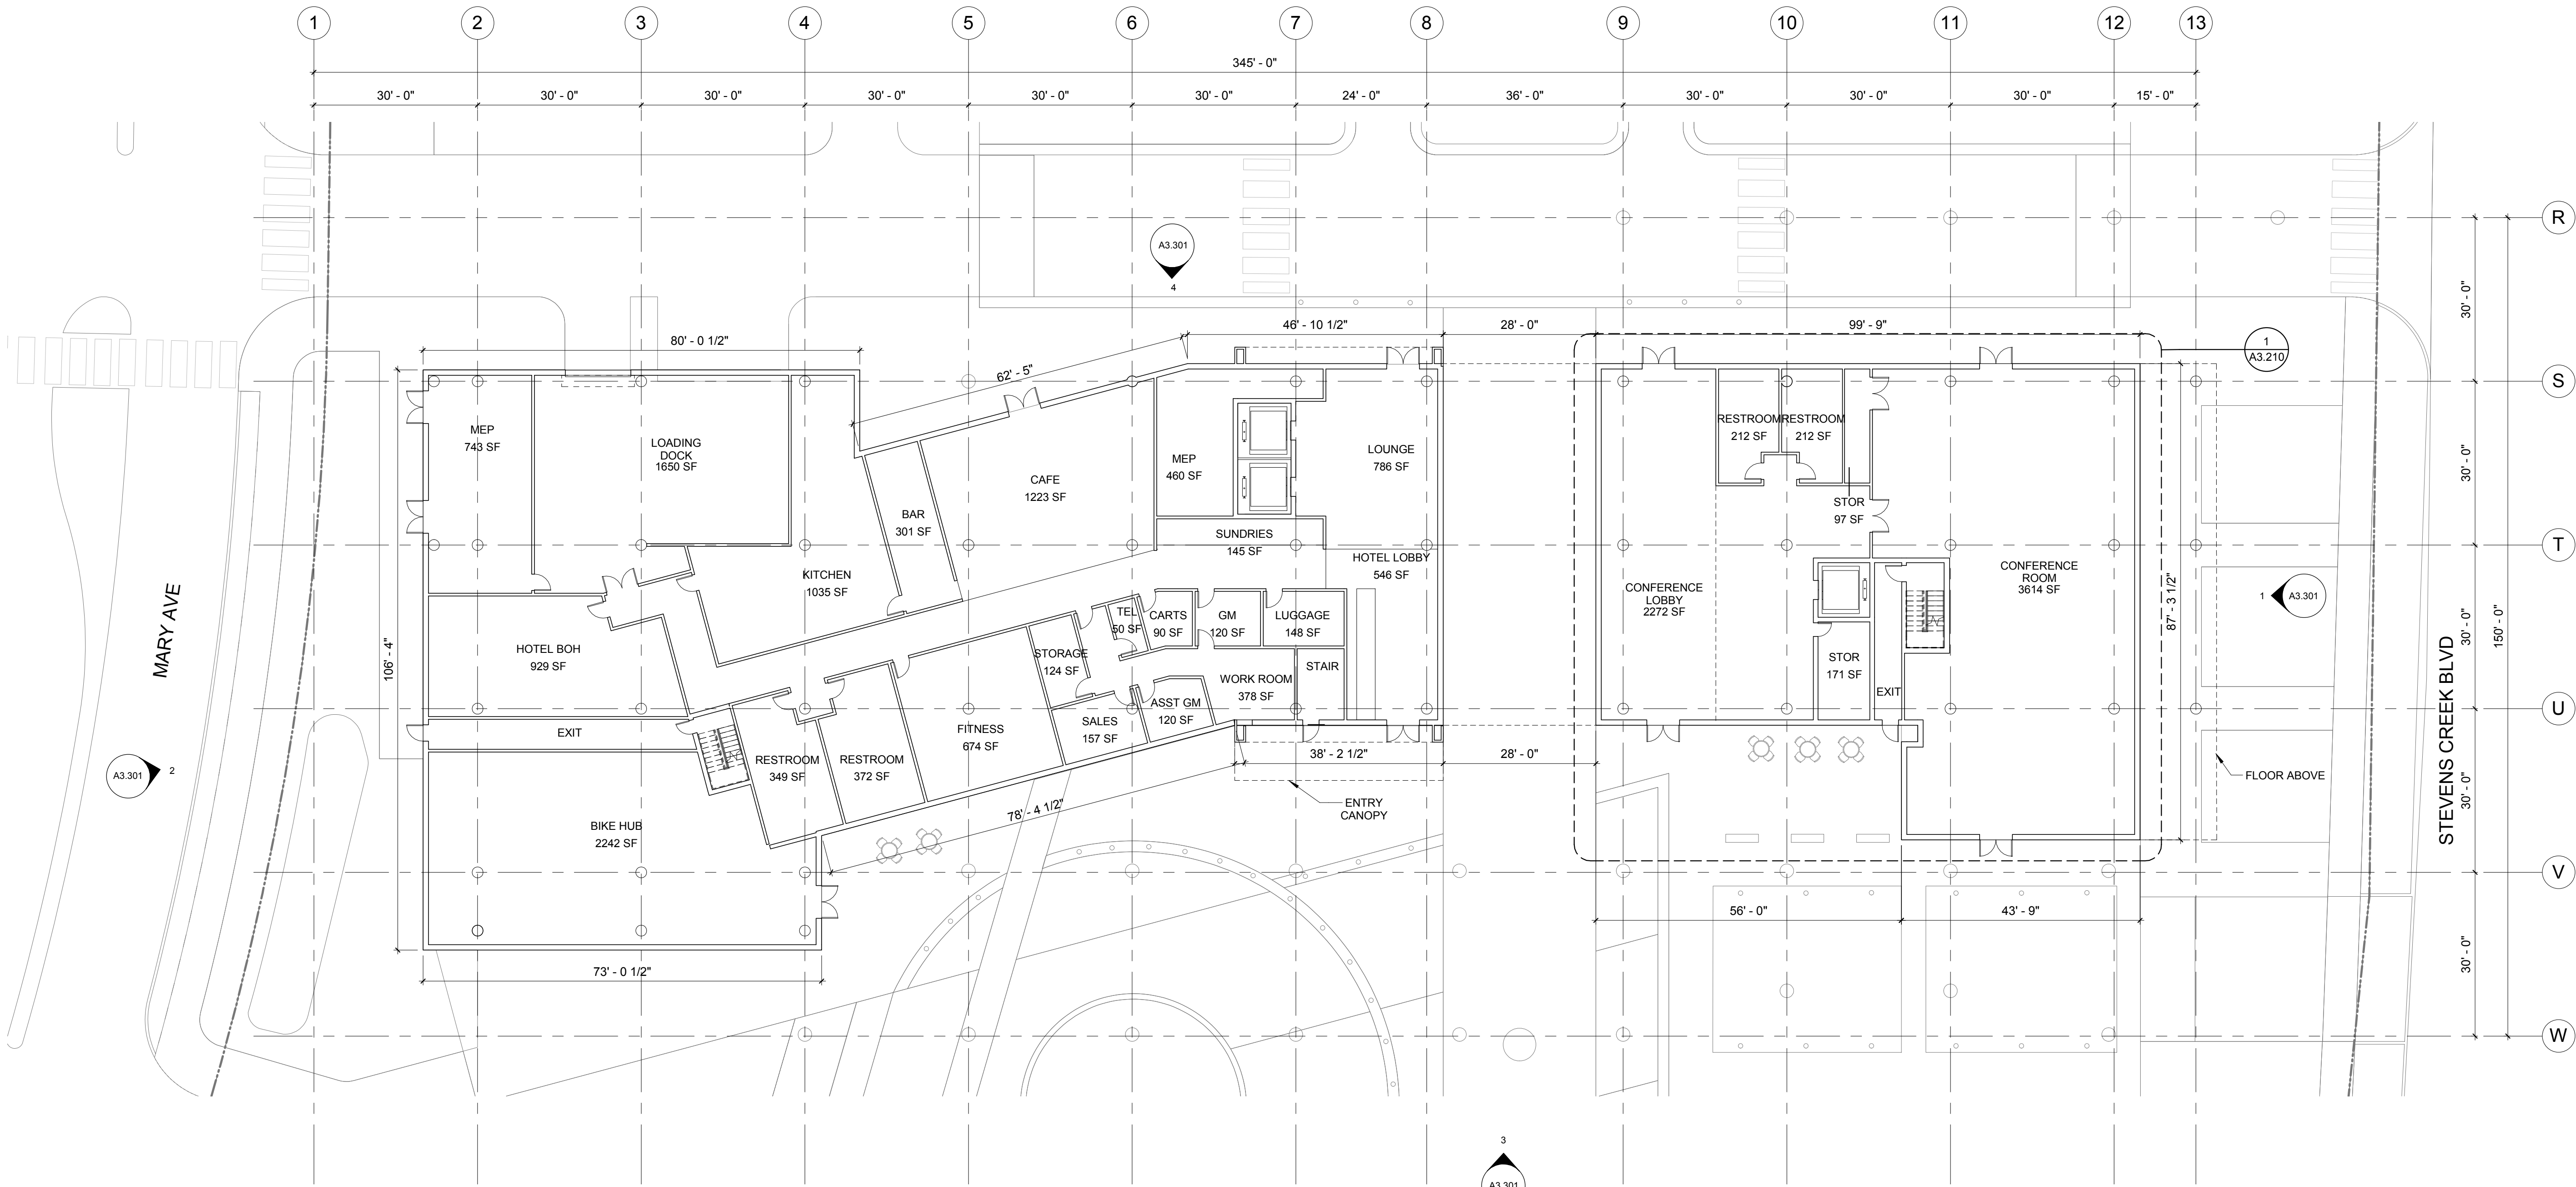 1 2 3 4 5 6 7 8 9 10 11 12 13
345' - 0"
30' - 0" 30' - 0" 30' - 0" 30' - 0" 30' - 0" 30' - 0" 24' - 0" 36' - 0" 30' - 0" 30' - 0" 30' - 0" 15' - 0"
R
S
T
U
V
W
30' - 0"
30' - 0"
30' - 0"
30' - 0"
30' - 0"
150' - 0"
A3.301
4
80' - 0 1/2"
62' - 5"
46' - 10 1/2"
28' - 0"
99' - 9"
1
A3.210
MEP
743 SF
LOADING
DOCK
1650 SF
BAR
301 SF
CAFE
1223 SF
MEP
460 SF
LOUNGE
786 SF
SUNDRIES
145 SF
HOTEL LOBBY
546 SF
KITCHEN
1035 SF
HOTEL BOH
929 SF
STORAGE
124 SF
TEL
50 SF
CARTS
90 SF
GM
120 SF
LUGGAGE
148 SF
STAIR
WORK ROOM
378 SF
ASST GM
120 SF
SALES
157 SF
FITNESS
674 SF
RESTROOM
372 SF
RESTROOM
349 SF
EXIT
BIKE HUB
2242 SF
RESTROOM
212 SF
RESTROOM
212 SF
STOR
97 SF
CONFERENCE
LOBBY
2272 SF
CONFERENCE
ROOM
3614 SF
STOR
171 SF
EXIT
106' - 4"
87' - 3 1/2"
38' - 2 1/2"
28' - 0"
78' - 4 1/2"
ENTRY
CANOPY
FLOOR ABOVE
56' - 0"
43' - 9"
73' - 0 1/2"
MARY AVE
STEVENS CREEK BLVD
A3.301
2
1
A3.301
3
A3.301